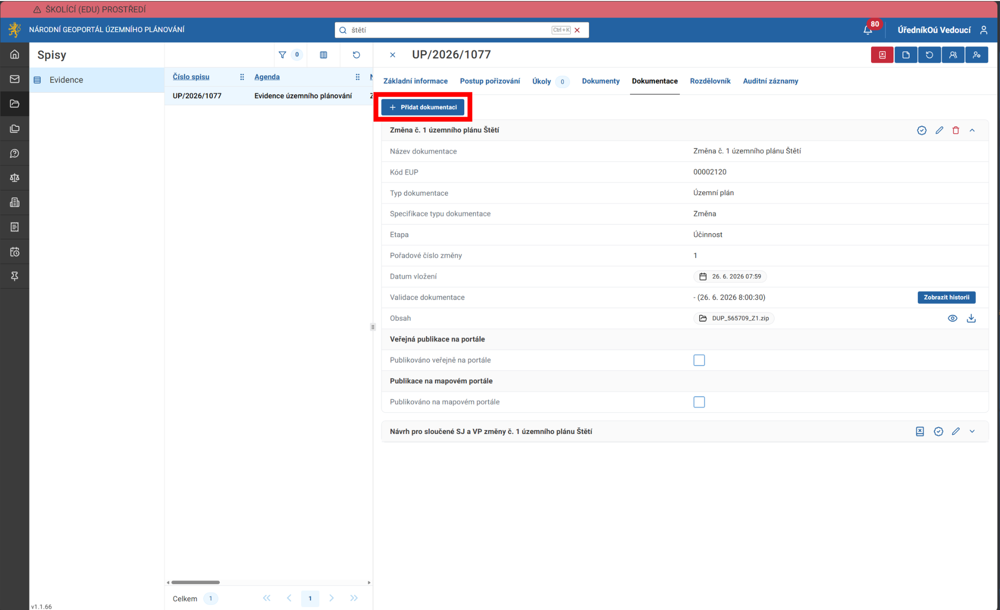 ŠKOLÍCÍ (EDU) PROSTŘEDÍ
NÁRODNÍ GEOPORTÁL ÚZEMNÍHO PLÁNOVÁNÍ
štětí
Ctrl+K
80
ÚředníkOú Vedoucí
Spisy
0
UP/2026/1077
Evidence
Číslo spisu
Agenda
UP/2026/1077
Evidence územního plánování
Základní informace
Postup pořizování
Úkoly 0
Dokumenty
Dokumentace
Rozdělovník
Auditní záznamy
+ Přidat dokumentaci
Změna č. 1 územního plánu Štětí
Název dokumentace
Změna č. 1 územního plánu Štětí
Kód EUP
00002120
Typ dokumentace
Územní plán
Specifikace typu dokumentace
Změna
Etapa
Účinnost
Pořadové číslo změny
1
Datum vložení
26. 6. 2026 07:59
Validace dokumentace
- (26. 6. 2026 8:00:30)
Zobrazit historii
Obsah
DUP_565709_Z1.zip
Veřejná publikace na portále
Publikováno veřejně na portále
Publikace na mapovém portále
Publikováno na mapovém portále
Návrh pro sloučené SJ a VP změny č. 1 územního plánu Štětí
Celkem 1
1
v1.1.66